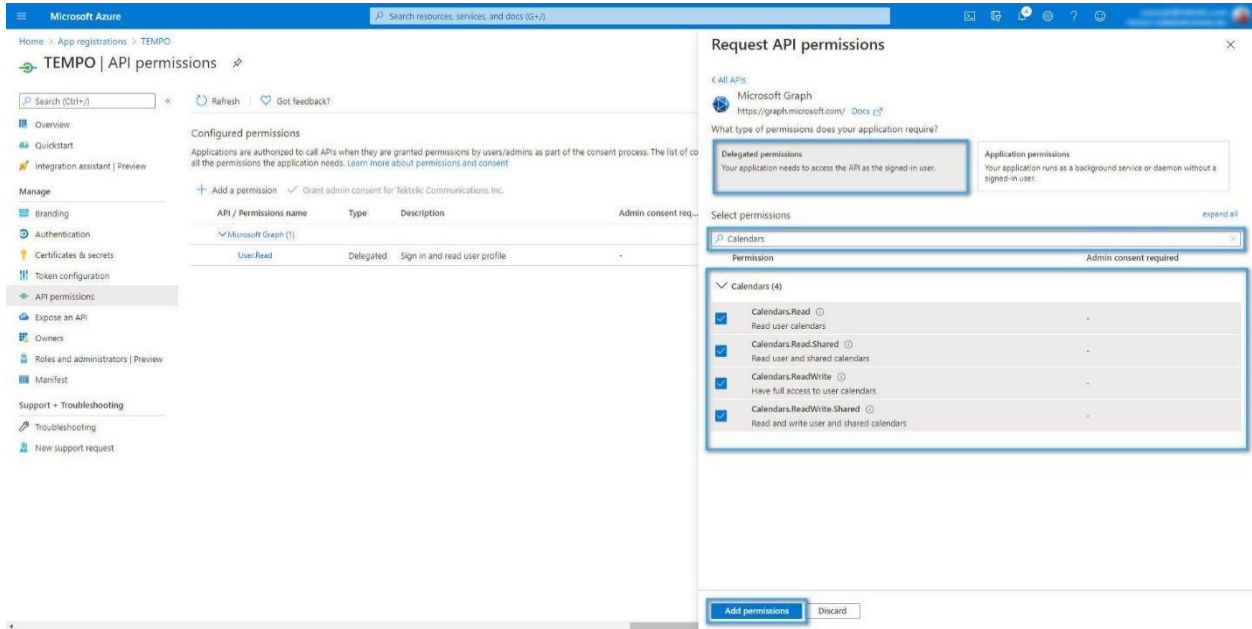 Microsoft Azure
Search resources, services, and docs (G+/)
4
Home > App registrations > TEMPO
TEMPO | API permissions
Search (Ctrl+/)
«
Overview
Quickstart
Integration assistant | Preview
Manage
Branding
Authentication
Certificates & secrets
Token configuration
API permissions
Expose an API
Owners
Roles and administrators | Preview
Manifest
Support + Troubleshooting
Troubleshooting
New support request
Refresh
Got feedback?
Configured permissions
Applications are authorized to call APIs when they are granted permissions by users/admins as part of the consent process. The list of co
all the permissions the application needs. Learn more about permissions and consent
Add a permission
Grant admin consent for Tektelic Communications Inc.
API / Permissions name Type Description Admin consent req...
Microsoft Graph (1)
User.Read Delegated Sign in and read user profile -
Request API permissions
< All APIs
Microsoft Graph
https://graph.microsoft.com/ Docs
What type of permissions does your application require?
Delegated permissions
Your application needs to access the API as the signed-in user.
Application permissions
Your application runs as a background service or daemon without a
signed-in user.
Select permissions expand all
Calendars
Permission Admin consent required
Calendars (4)
Calendars.Read
Read user calendars
-
Calendars.Read.Shared
Read user and shared calendars
-
Calendars.ReadWrite
Have full access to user calendars
-
Calendars.ReadWrite.Shared
Read and write user and shared calendars
-
Add permissions
Discard